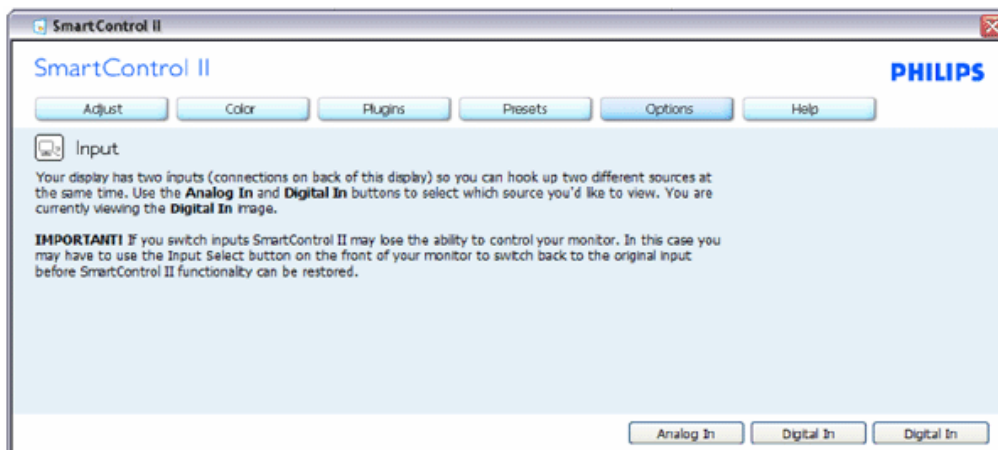 SmartControl II
SmartControl II
PHILIPS
Adjust Color Plugins Presets Options Help
Input
Your display has two inputs (connections on back of this display) so you can hook up two different sources at
the same time. Use the Analog In and Digital In buttons to select which source you'd like to view. You are
currently viewing the Digital In image.
IMPORTANT! If you switch inputs SmartControl II may lose the ability to control your monitor. In this case you
may have to use the Input Select button on the front of your monitor to switch back to the original input
before SmartControl II functionality can be restored.
Analog In Digital In Digital In